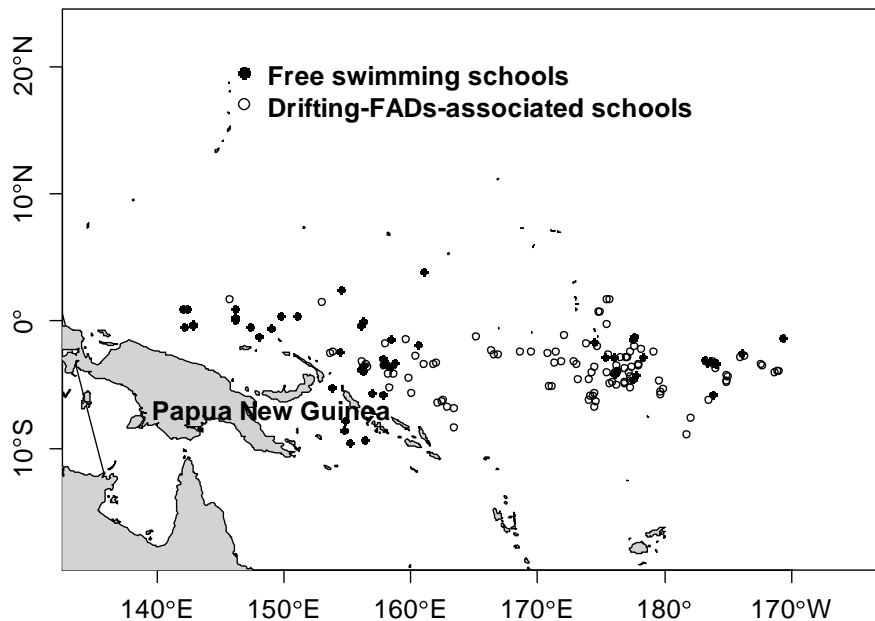 20°N
10°N
0°
10°S
Free swimming schools
Drifting-FADs-associated schools
Papua New Guinea
140°E
150°E
160°E
170°E
180°
170°W